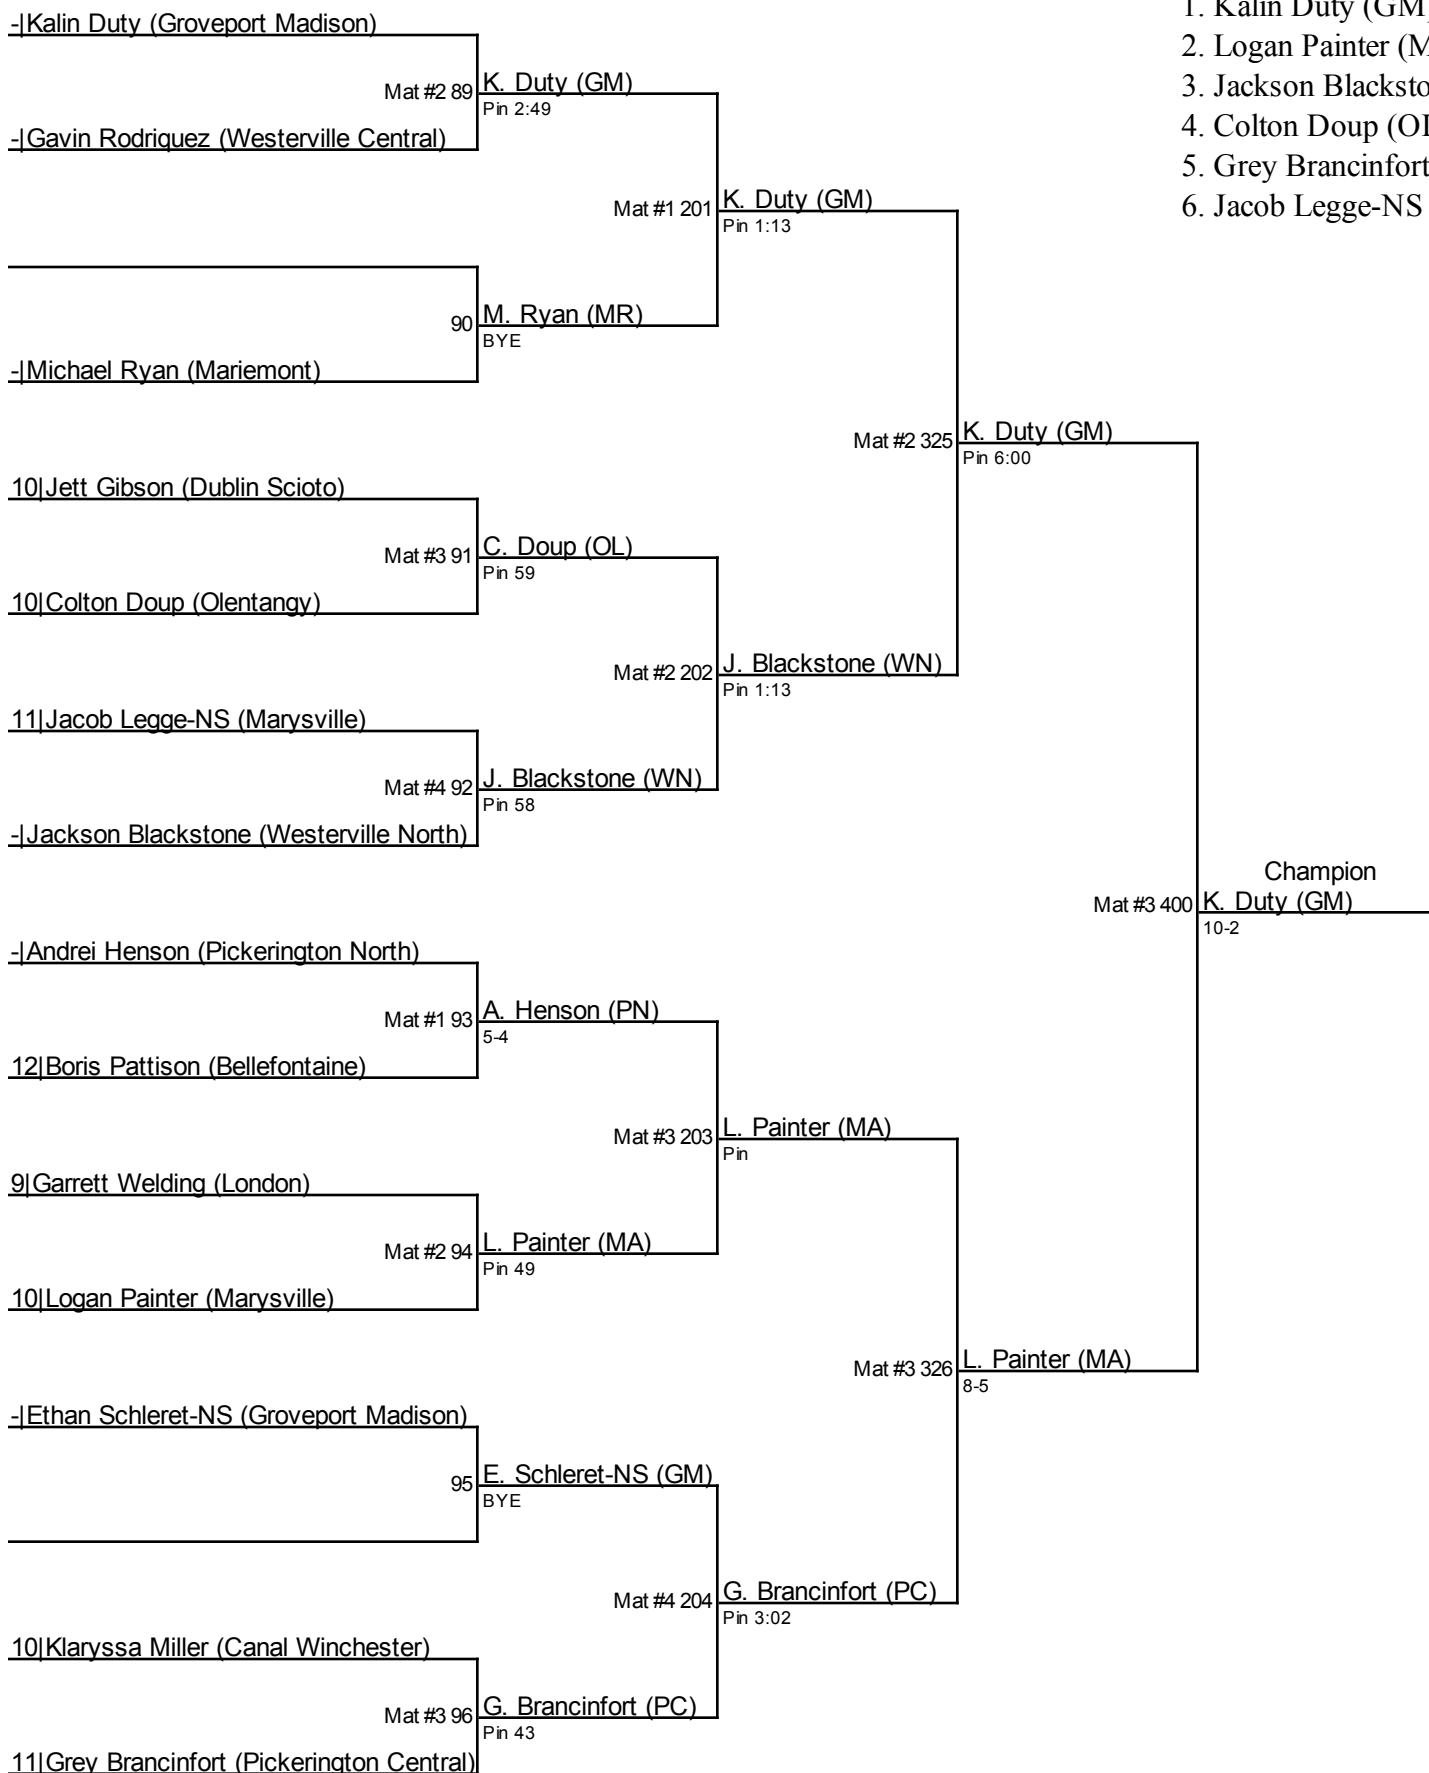 -|Kalin Duty (Groveport Madison)
Mat #2 89
K. Duty (GM)
Pin 2:49
-|Gavin Rodriquez (Westerville Central)
Mat #1 201
K. Duty (GM)
Pin 1:13
90
M. Ryan (MR)
BYE
-|Michael Ryan (Mariemont)
Mat #2 325
K. Duty (GM)
Pin 6:00
10|Jett Gibson (Dublin Scioto)
Mat #3 91
C. Doup (OL)
Pin 59
10|Colton Doup (Olentangy)
Mat #2 202
J. Blackstone (WN)
Pin 1:13
11|Jacob Legge-NS (Marysville)
Mat #4 92
J. Blackstone (WN)
Pin 58
-|Jackson Blackstone (Westerville North)
Champion
Mat #3 400
K. Duty (GM)
10-2
-|Andrei Henson (Pickerington North)
Mat #1 93
A. Henson (PN)
5-4
12|Boris Pattison (Bellefontaine)
Mat #3 203
L. Painter (MA)
Pin
9|Garrett Welding (London)
Mat #2 94
L. Painter (MA)
Pin 49
10|Logan Painter (Marysville)
Mat #3 326
L. Painter (MA)
8-5
-|Ethan Schleret-NS (Groveport Madison)
95
E. Schleret-NS (GM)
BYE
Mat #4 204
G. Brancinfort (PC)
Pin 3:02
10|Klaryssa Miller (Canal Winchester)
Mat #3 96
G. Brancinfort (PC)
Pin 43
11|Grey Brancinfort (Pickerington Central)
1. Kalin Duty (GM)
2. Logan Painter (M
3. Jackson Blacksto
4. Colton Doup (OL
5. Grey Brancinfort
6. Jacob Legge-NS